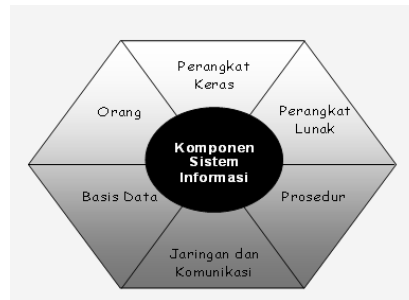 Perangkat
Keras
Orang
Perangkat
Lunak
Komponen
Sistem
Informasi
Basis Data
Prosedur
Jaringan dan
Komunikasi